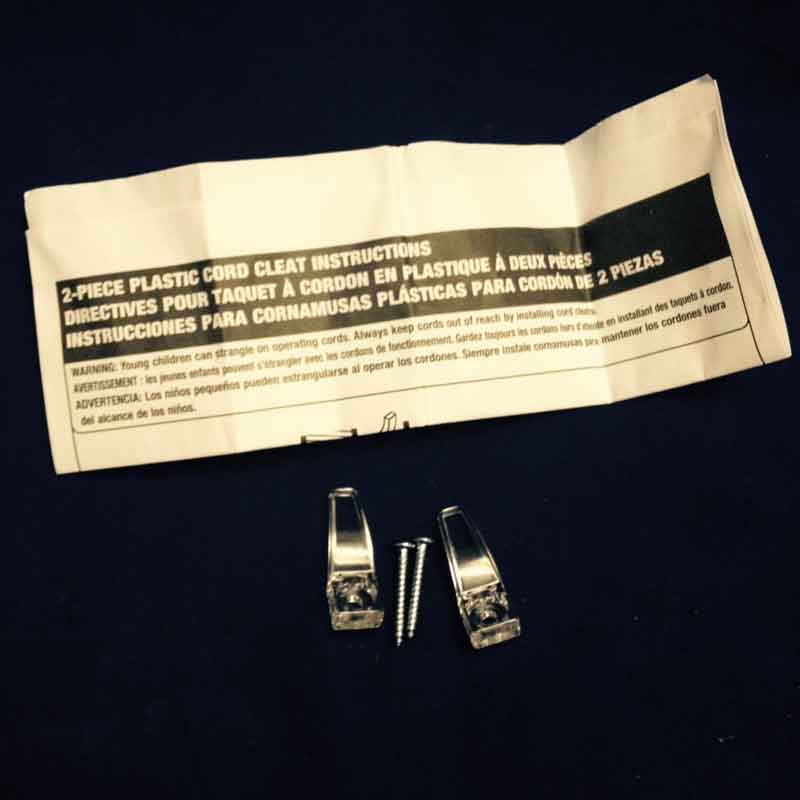 2-PIECE PLASTIC CORD CLEAT INSTRUCTIONS
DIRECTIVES POUR TAQUET À CORDON EN PLASTIQUE À DEUX PIÈCES
INSTRUCCIONES PARA CORNAMUSAS PLÁSTICAS PARA CORDÓN DE 2 PIEZAS
WARNING: Young children can strangle on operating cords. Always keep cords out of reach by installing cord cleats.
AVERTISSEMENT : les jeunes enfants peuvent s'étrangler avec les cordons de fonctionnement. Gardez toujours les cordons hors d' en installant des taquets à cordon.
ADVERTENCIA: Los niños pequeños pueden estrangularse al operar los cordones. Siempre instale cornamusas para mantener los cordones fuera
del alcance de los niños.